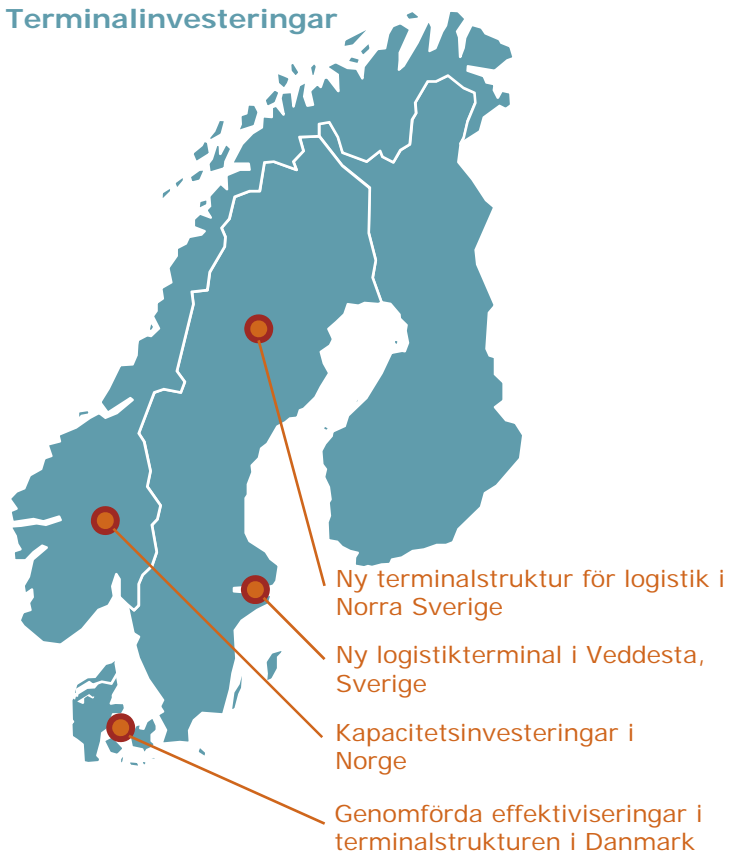 Terminalinvesteringar
Ny terminalstruktur för logistik i
Norra Sverige
Ny logistikterminal i Veddesta,
Sverige
Kapacitetsinvesteringar i
Norge
Genomförda effektiviseringar i
terminalstrukturen i Danmark